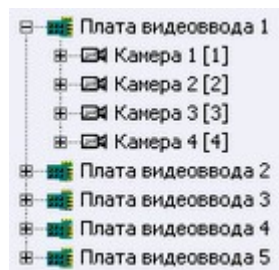 Плата видеоввода 1
Камера 1 [1]
Камера 2 [2]
Камера 3 [3]
Камера 4 [4]
Плата видеоввода 2
Плата видеоввода 3
Плата видеоввода 4
Плата видеоввода 5